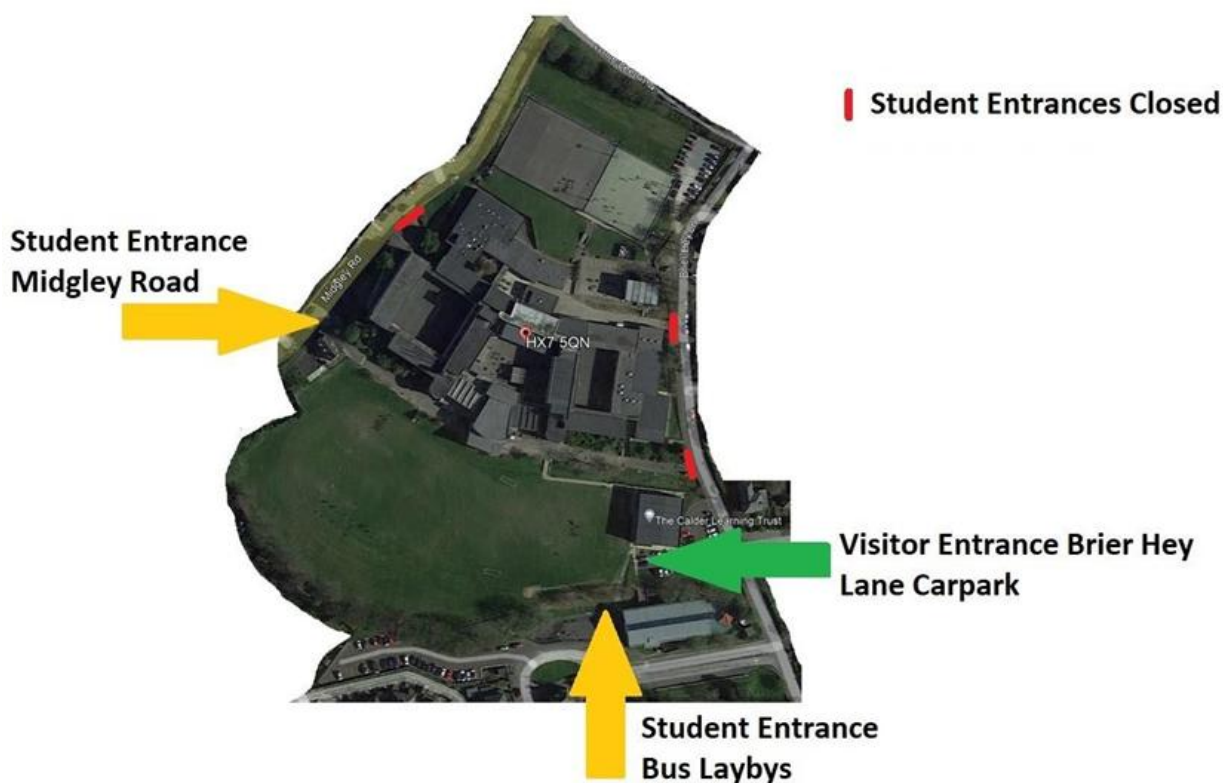 Student Entrances Closed
Student Entrance
Midgley Road
Midgley Rd
HX7 5QN
The Calder Learning Trust
Visitor Entrance Brier Hey
Lane Carpark
Student Entrance
Bus Laybys